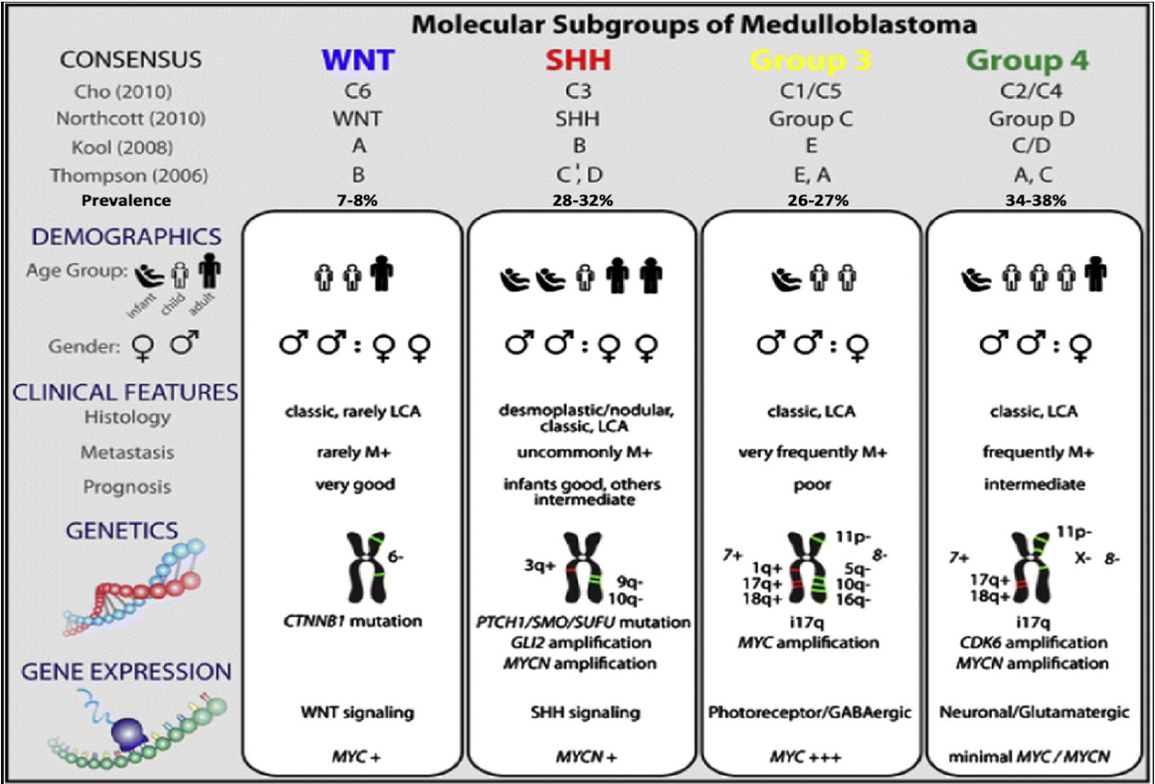 Molecular Subgroups of Medulloblastoma
CONSENSUS WNT SHH Group 3 Group 4
Cho (2010) C6 C3 C1/C5 C2/C4
Northcott (2010) WNT SHH Group C Group D
Kool (2008) A B E C/D
Thompson (2006) B C', D E, A A, C
Prevalence 7-8% 28-32% 26-27% 34-38%
DEMOGRAPHICS
Age Group:
infant child adult
Gender: ♀ ♂ ♂♂:♀♀ ♂♂:♀♀ ♂♂:♀ ♂♂:♀
CLINICAL FEATURES
Histology classic, rarely LCA desmoplastic/nodular, classic, LCA classic, LCA
classic, LCA
Metastasis rarely M+ uncommonly M+ very frequently M+ frequently M+
Prognosis very good infants good, others poor intermediate
intermediate
GENETICS
6- 3q+ 9q- 10q- 7+ 1q+ 17q+ 18q+ 11p- 8- 5q- 10q- 16q- 7+ 17q+ 18q+ 11p- X- 8-
CTNNB1 mutation PTCH1/SMO/SUFU mutation i17q i17q
GLI2 amplification MYC amplification CDK6 amplification
MYCN amplification MYCN amplification
GENE EXPRESSION
WNT signaling SHH signaling Photoreceptor/GABAergic Neuronal/Glutamatergic
MYC + MYCN + MYC +++ minimal MYC / MYCN